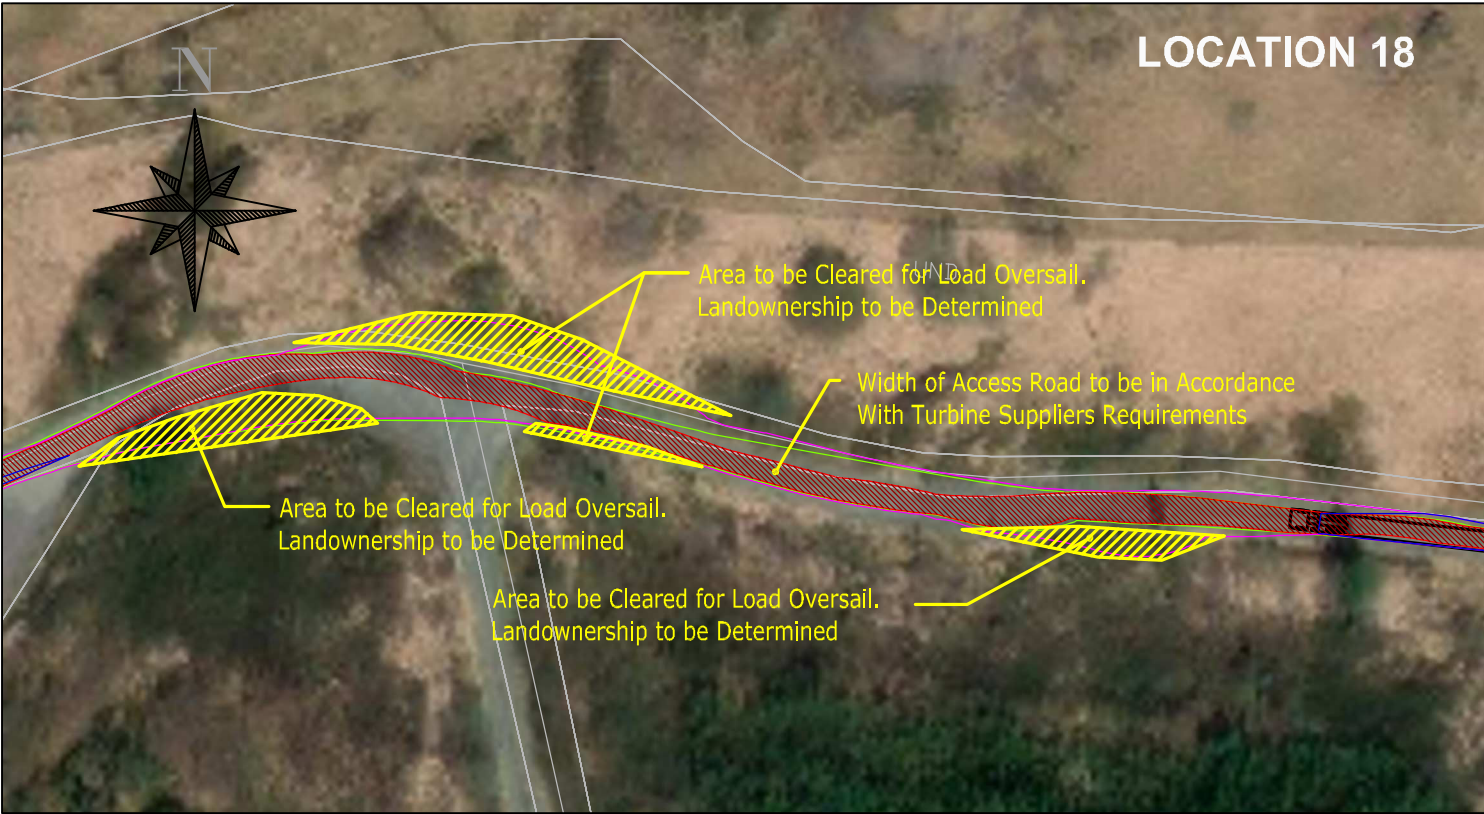 LOCATION 18
N
UND
Area to be Cleared for Load Oversail.
Landownership to be Determined
Width of Access Road to be in Accordance
With Turbine Suppliers Requirements
Area to be Cleared for Load Oversail.
Landownership to be Determined
Area to be Cleared for Load Oversail.
Landownership to be Determined